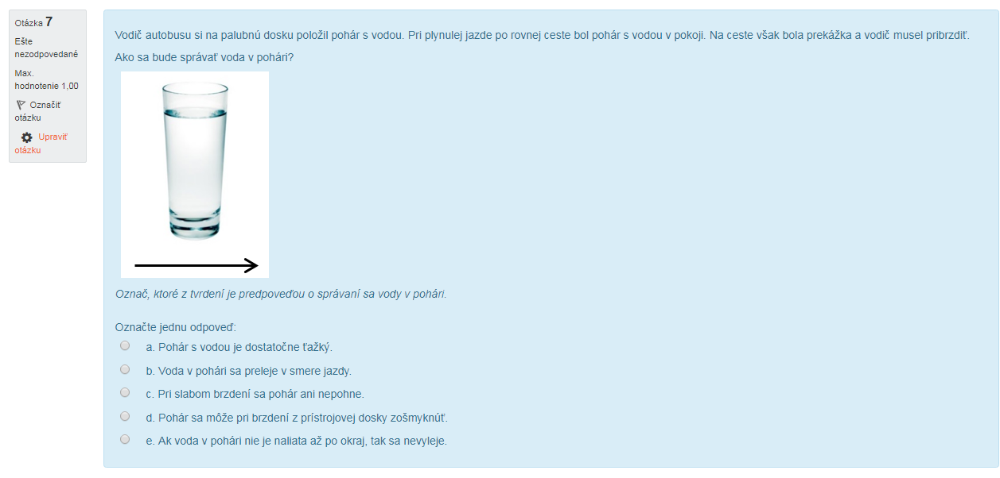 Otázka 7
Ešte
nezodpovedané
Max.
hodnotenie 1,00
Označiť
otázku
Upraviť
otázku
Vodič autobusu si na palubnú dosku položil pohár s vodou. Pri plynulej jazde po rovnej ceste bol pohár s vodou v pokoji. Na ceste však bola prekážka a vodič musel pribrzdiť.
Ako sa bude správať voda v pohári?
Označ, ktoré z tvrdení je predpoveďou o správaní sa vody v pohári.
Označte jednu odpoveď:
a. Pohár s vodou je dostatočne ťažký.
b. Voda v pohári sa preleje v smere jazdy.
c. Pri slabom brzdení sa pohár ani nepohne.
d. Pohár sa môže pri brzdení z prístrojovej dosky zošmyknúť.
e. Ak voda v pohári nie je naliata až po okraj, tak sa nevyleje.